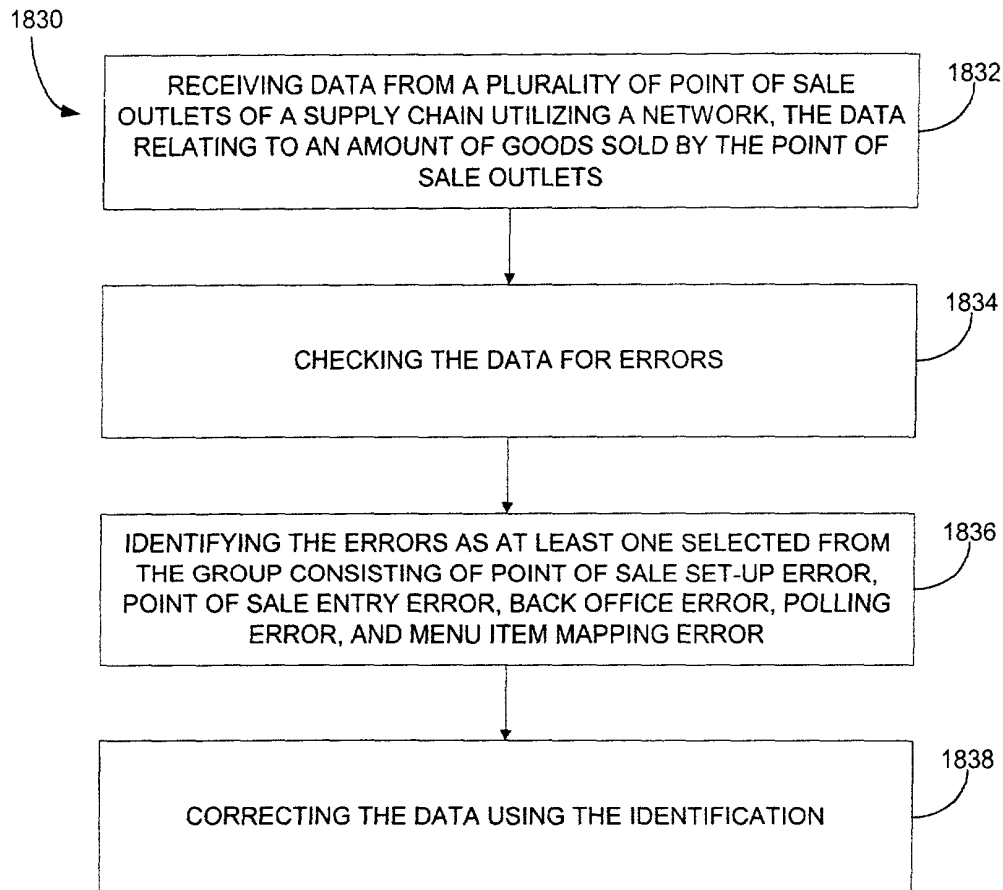 1830
RECEIVING DATA FROM A PLURALITY OF POINT OF SALE
OUTLETS OF A SUPPLY CHAIN UTILIZING A NETWORK, THE DATA
RELATING TO AN AMOUNT OF GOODS SOLD BY THE POINT OF
SALE OUTLETS
1832
CHECKING THE DATA FOR ERRORS
1834
IDENTIFYING THE ERRORS AS AT LEAST ONE SELECTED FROM
THE GROUP CONSISTING OF POINT OF SALE SET-UP ERROR,
POINT OF SALE ENTRY ERROR, BACK OFFICE ERROR, POLLING
ERROR, AND MENU ITEM MAPPING ERROR
1836
CORRECTING THE DATA USING THE IDENTIFICATION
1838